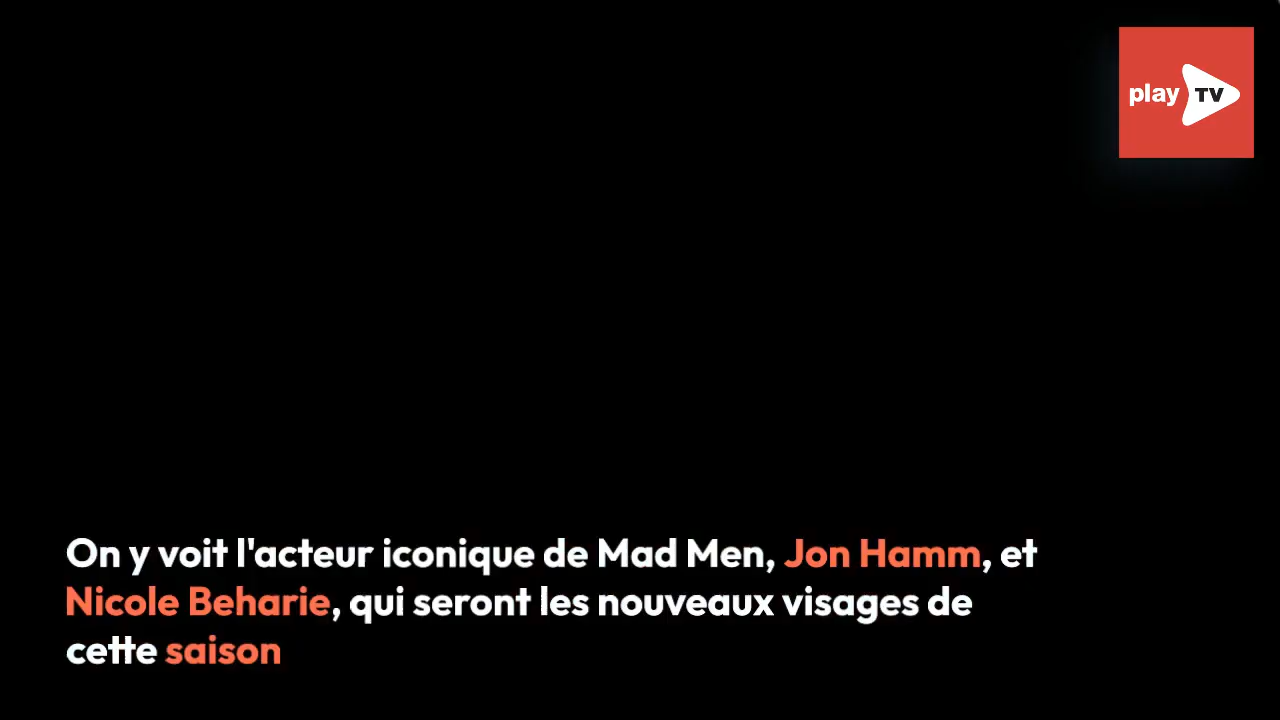 play TV
On y voit l'acteur iconique de Mad Men, Jon Hamm, et
Nicole Beharie, qui seront les nouveaux visages de
cette saison